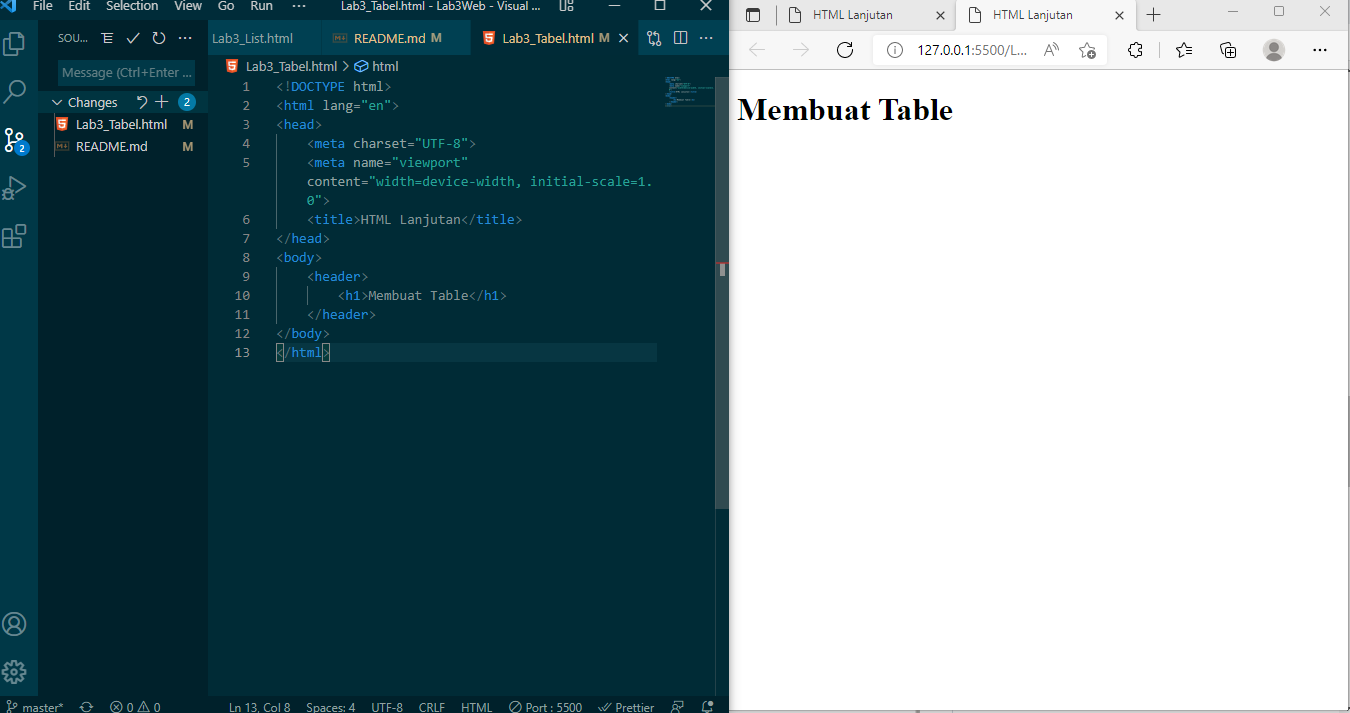 File Edit Selection View Go Run ··· Lab3_Tabel.html - Lab3Web - Visual ...
SOU...
Lab3_List.html README.md M Lab3_Tabel.html M
Message (Ctrl+Enter ...
Lab3_Tabel.html > html
Changes 2
Lab3_Tabel.html M
README.md M
2
1 <!DOCTYPE html>
2 <html lang="en">
3 <head>
4 <meta charset="UTF-8">
5 <meta name="viewport"
content="width=device-width, initial-scale=1.
0">
6 <title>HTML Lanjutan</title>
7 </head>
8 <body>
9 <header>
10 <h1>Membuat Table</h1>
11 </header>
12 </body>
13 </html>
master* 0 0 Ln 13, Col 8 Spaces: 4 UTF-8 CRLF HTML Port : 5500 Prettier
HTML Lanjutan HTML Lanjutan
127.0.0.1:5500/L...
Membuat Table